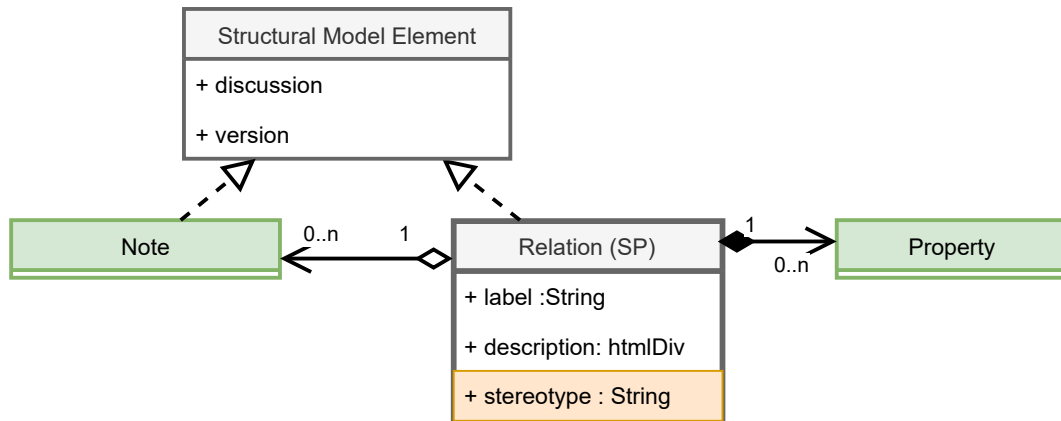 Structural Model Element
+ discussion
+ version
Note
0..n
1
Relation (SP)
1
0..n
Property
+ label :String
+ description: htmlDiv
+ stereotype : String